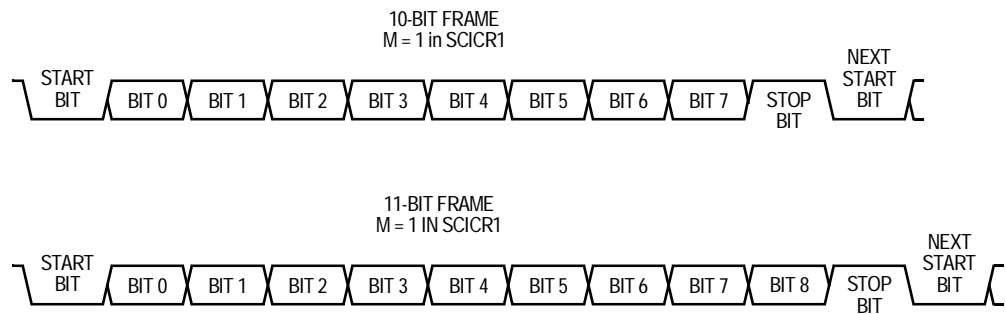 10-BIT FRAME
M = 1 in SCICR1
START
BIT
BIT 0
BIT 1
BIT 2
BIT 3
BIT 4
BIT 5
BIT 6
BIT 7
STOP
BIT
NEXT
START
BIT
11-BIT FRAME
M = 1 IN SCICR1
START
BIT
BIT 0
BIT 1
BIT 2
BIT 3
BIT 4
BIT 5
BIT 6
BIT 7
BIT 8
STOP
BIT
NEXT
START
BIT